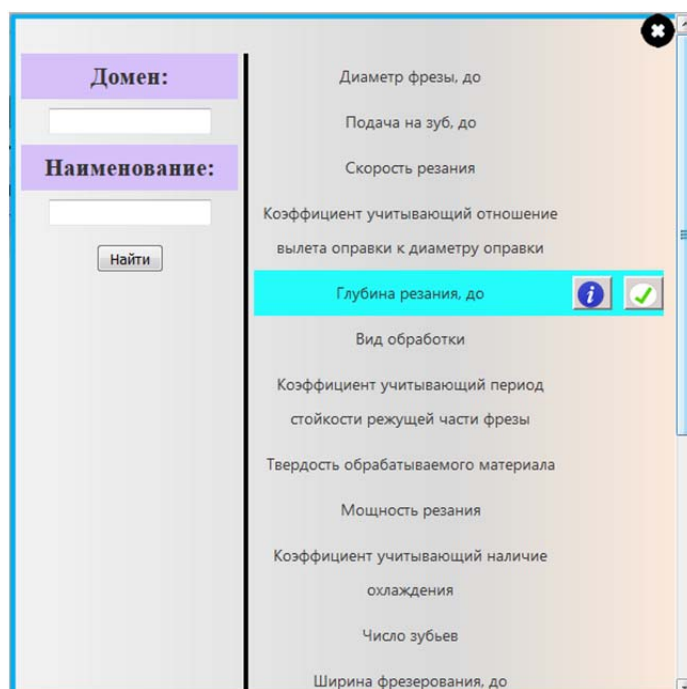 Домен:
Наименование:
Найти
Диаметр фрезы, до
Подача на зуб, до
Скорость резания
Коэффициент учитывающий отношение
вылета оправки к диаметру оправки
Глубина резания, до
i
Вид обработки
Коэффициент учитывающий период
стойкости режущей части фрезы
Твердость обрабатываемого материала
Мощность резания
Коэффициент учитывающий наличие
охлаждения
Число зубьев
Ширина фрезерования, до